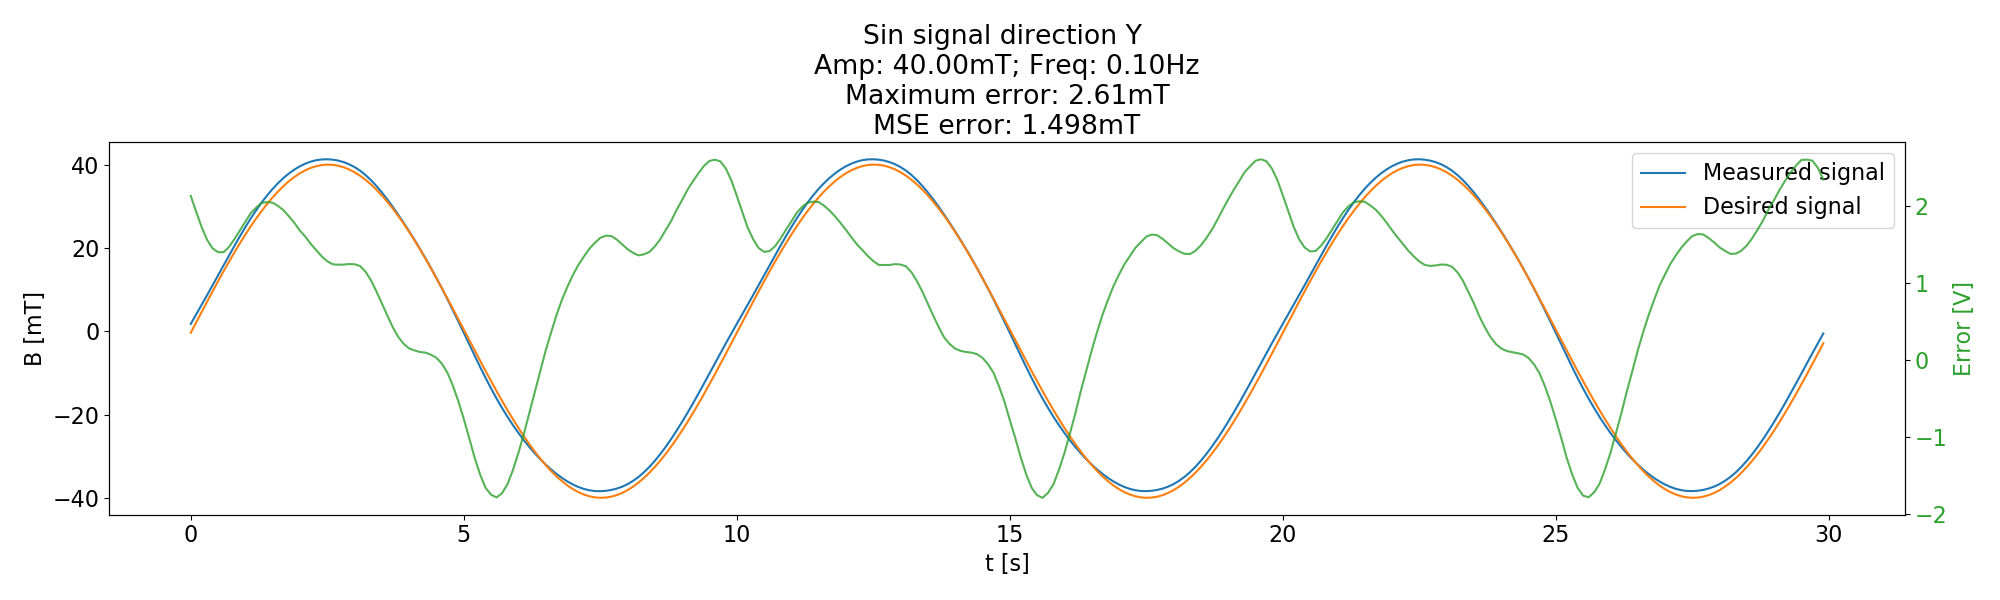 Sin signal direction Y
Amp: 40.00mT; Freq: 0.10Hz
Maximum error: 2.61mT
MSE error: 1.498mT
Measured signal
Desired signal
B [mT]
40
20
0
−20
−40
Error [V]
2
1
0
−1
−2
0 5 10 15 20 25 30
t [s]